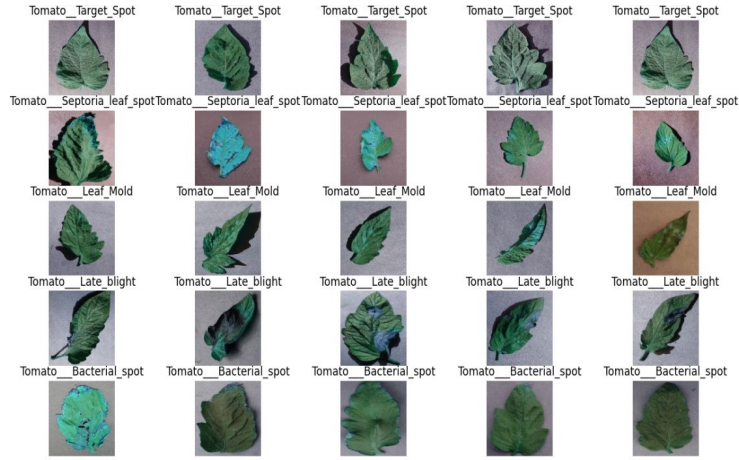 Tomato__Target_Spot Tomato__Target_Spot Tomato__Target_Spot Tomato__Target_Spot Tomato__Target_Spot
Tomato___Septoria_leaf_spot Tomato___Septoria_leaf_spot Tomato___Septoria_leaf_spot Tomato___Septoria_leaf_spot Tomato___Septoria_leaf_spot
Tomato___Leaf_Mold Tomato___Leaf_Mold Tomato___Leaf_Mold Tomato___Leaf_Mold Tomato___Leaf_Mold
Tomato___Late_blight Tomato___Late_blight Tomato___Late_blight Tomato___Late_blight Tomato___Late_blight
Tomato___Bacterial_spot Tomato___Bacterial_spot Tomato___Bacterial_spot Tomato___Bacterial_spot Tomato___Bacterial_spot